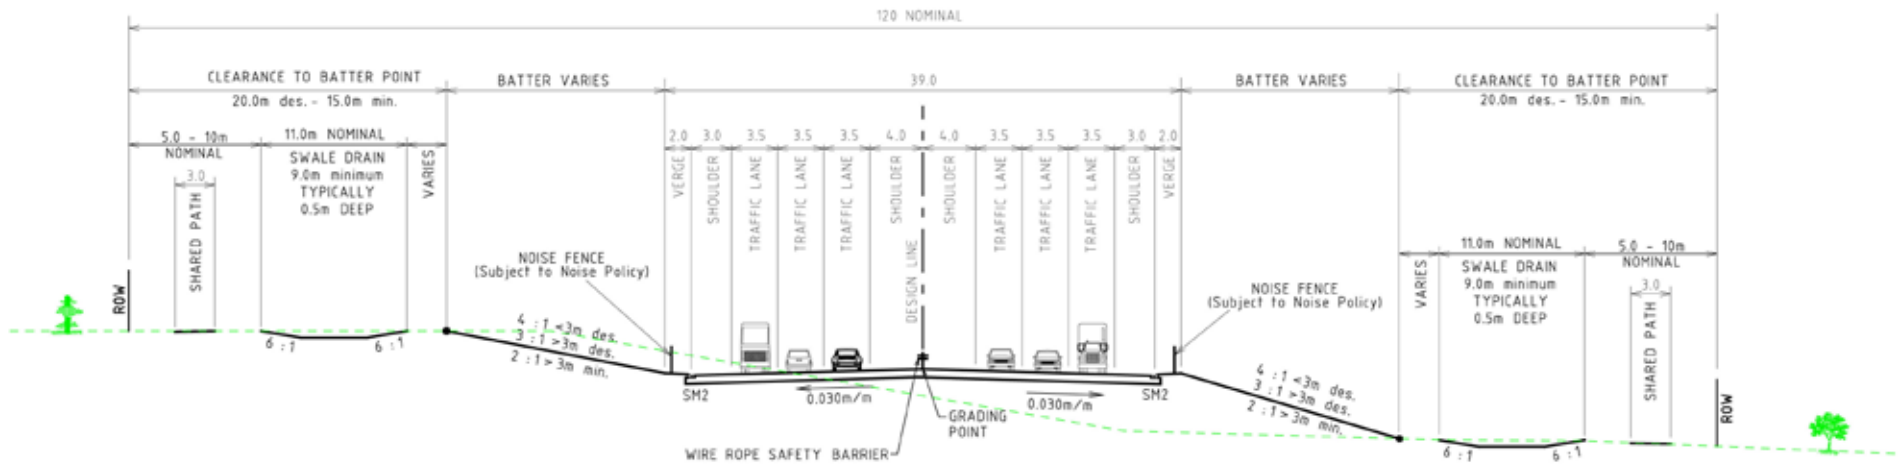 120 NOMINAL
CLEARANCE TO BATTER POINT
20.0m des. - 15.0m min.
BATTER VARIES
39.0
BATTER VARIES
CLEARANCE TO BATTER POINT
20.0m des. - 15.0m min.
5.0 - 10m
NOMINAL
11.0m NOMINAL
SWALE DRAIN
9.0m minimum
TYPICALLY
0.5m DEEP
VARIES
3.0
SHARED PATH
2.0 3.0 3.5 3.5 3.5 4.0 4.0 3.5 3.5 3.5 3.0 2.0
VERGE
SHOULDER
TRAFFIC LANE
TRAFFIC LANE
TRAFFIC LANE
SHOULDER
DESIGN LINE
SHOULDER
TRAFFIC LANE
TRAFFIC LANE
TRAFFIC LANE
SHOULDER
VERGE
VARIES
11.0m NOMINAL
SWALE DRAIN
9.0m minimum
TYPICALLY
0.5m DEEP
5.0 - 10m
NOMINAL
3.0
SHARED PATH
NOISE FENCE
(Subject to Noise Policy)
NOISE FENCE
(Subject to Noise Policy)
ROW
6 : 1
6 : 1
4 : 1 <3m des.
3 : 1 >3m des.
2 : 1 > 3m min.
SM2
0.030m/m
0.030m/m
SM2
GRADING
POINT
WIRE ROPE SAFETY BARRIER
4 : 1 <3m des.
3 : 1 >3m des.
2 : 1 > 3m min.
6 : 1
6 : 1
ROW